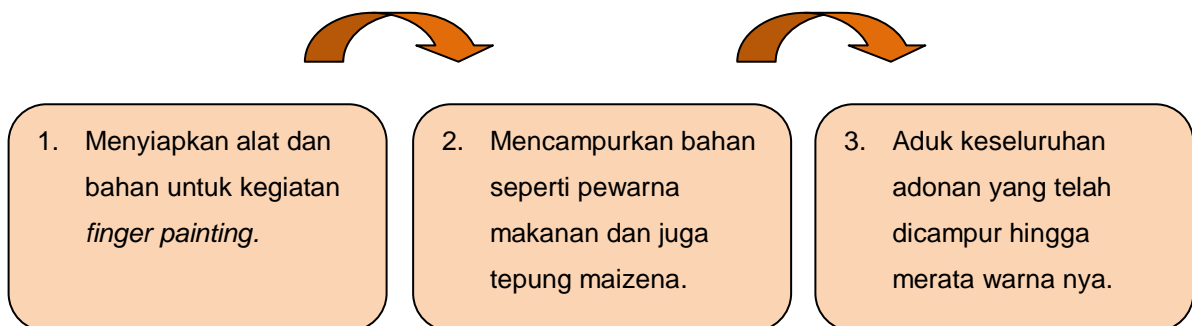 1. Menyiapkan alat dan
bahan untuk kegiatan
finger painting.
2. Mencampurkan bahan
seperti pewarna
makanan dan juga
tepung maizena.
3. Aduk keseluruhan
adonan yang telah
dicampur hingga
merata warna nya.